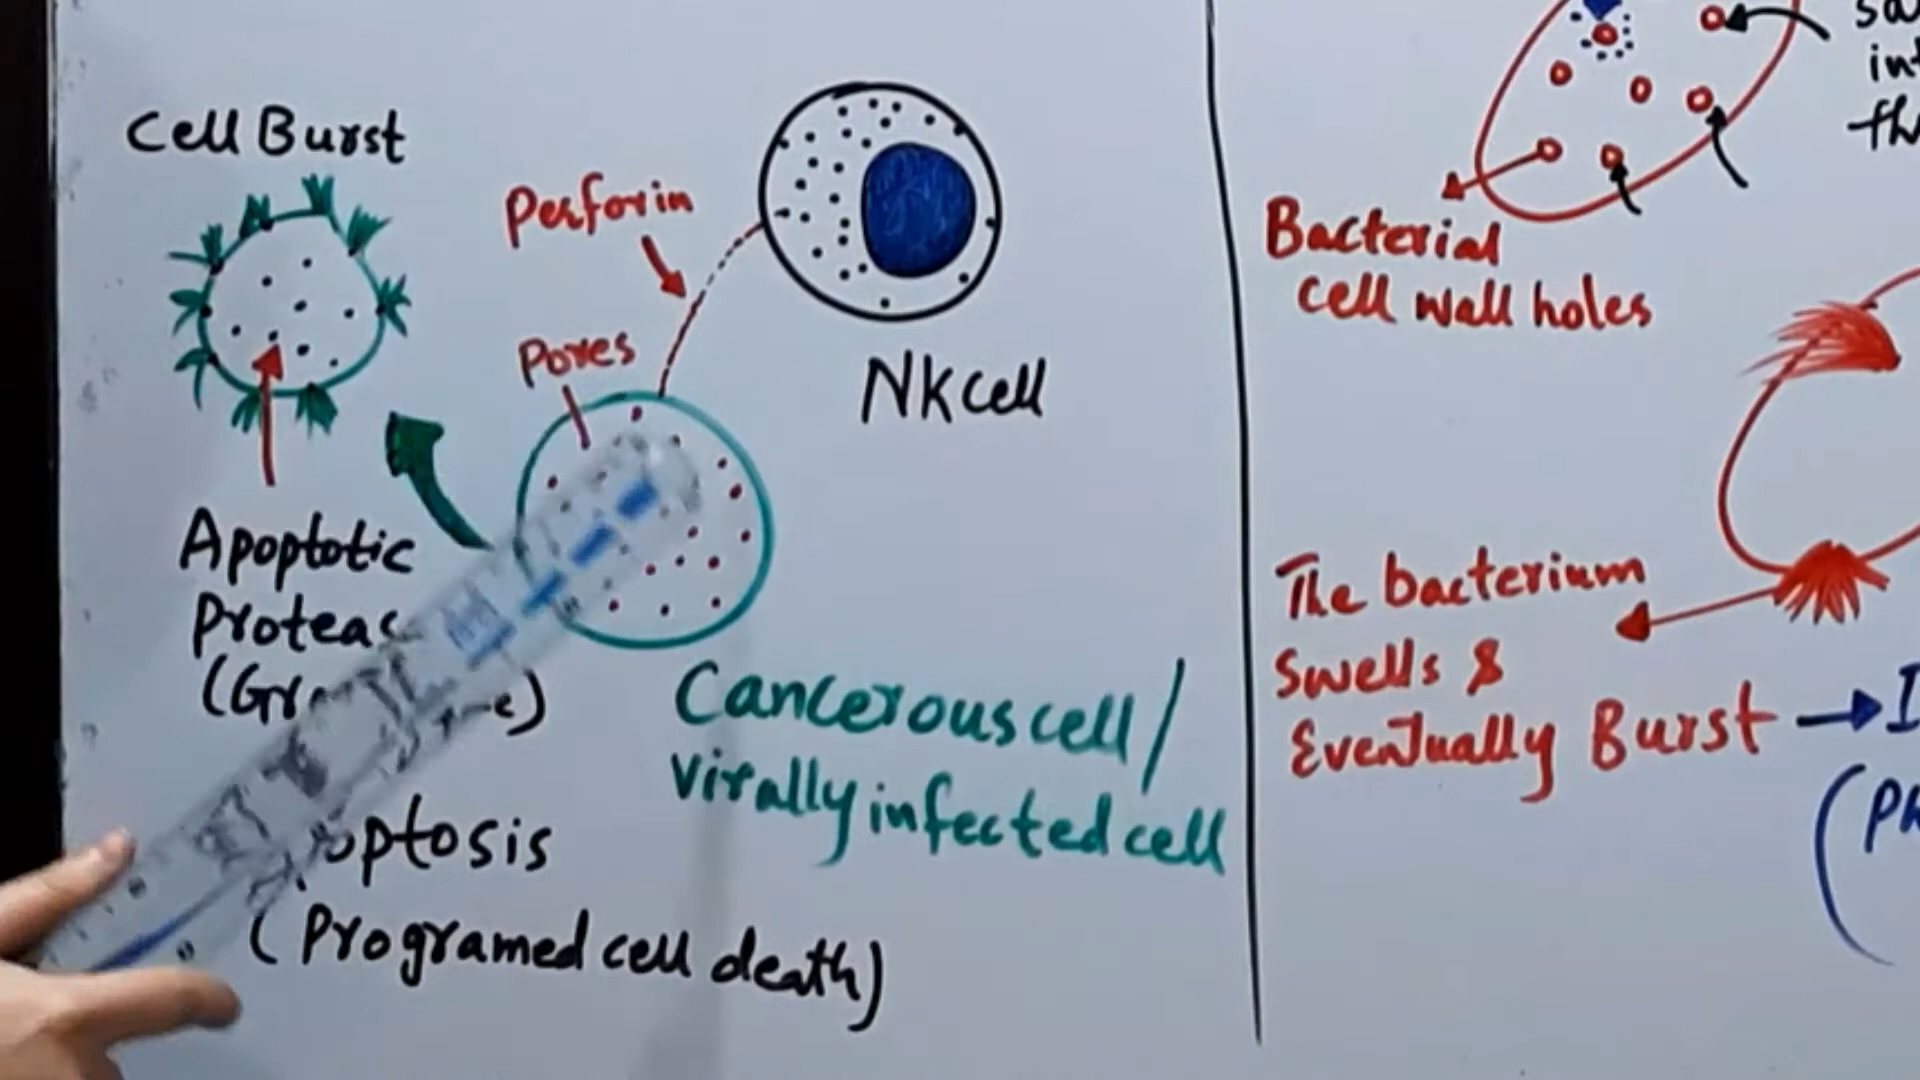 Cell Burst
Perforin
Pores
NK cell
Apoptotic
Cancerous cell /
virally infected cell
(Programed cell death)
Bacterial
cell wall holes
The bacterium
Swells &
Eventually Burst